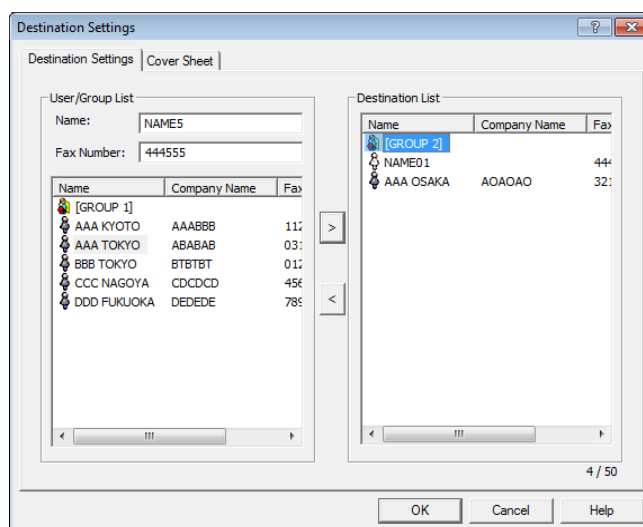 Destination Settings
Destination Settings Cover Sheet
User/Group List
Name: NAME5
Fax Number: 444555
Name Company Name Fax
[GROUP 1]
AAA KYOTO AAABBB 112
AAA TOKYO ABABAB 031
BBB TOKYO BTBTBT 012
CCC NAGOYA CDCDCD 456
DDD FUKUOKA DEDEDE 789
>
<
Destination List
Name Company Name Fax
[GROUP 2]
NAME01 444
AAA OSAKA AOAOAO 321
4 / 50
OK Cancel Help